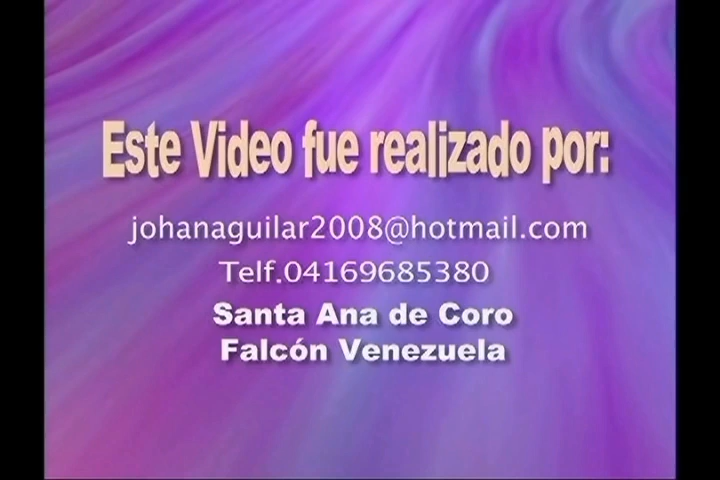 Este Video fue realizado por:
johanaguilar2008@hotmail.com
Telf.04169685380
Santa Ana de Coro
Falcón Venezuela